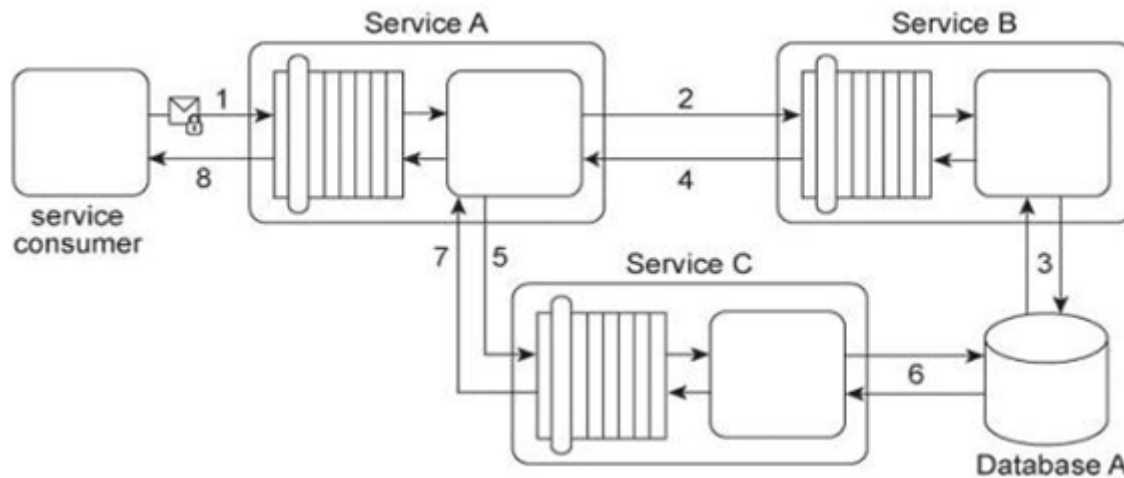 Service A
Service B
1
2
8
4
service
consumer
7
5
3
Service C
6
Database A